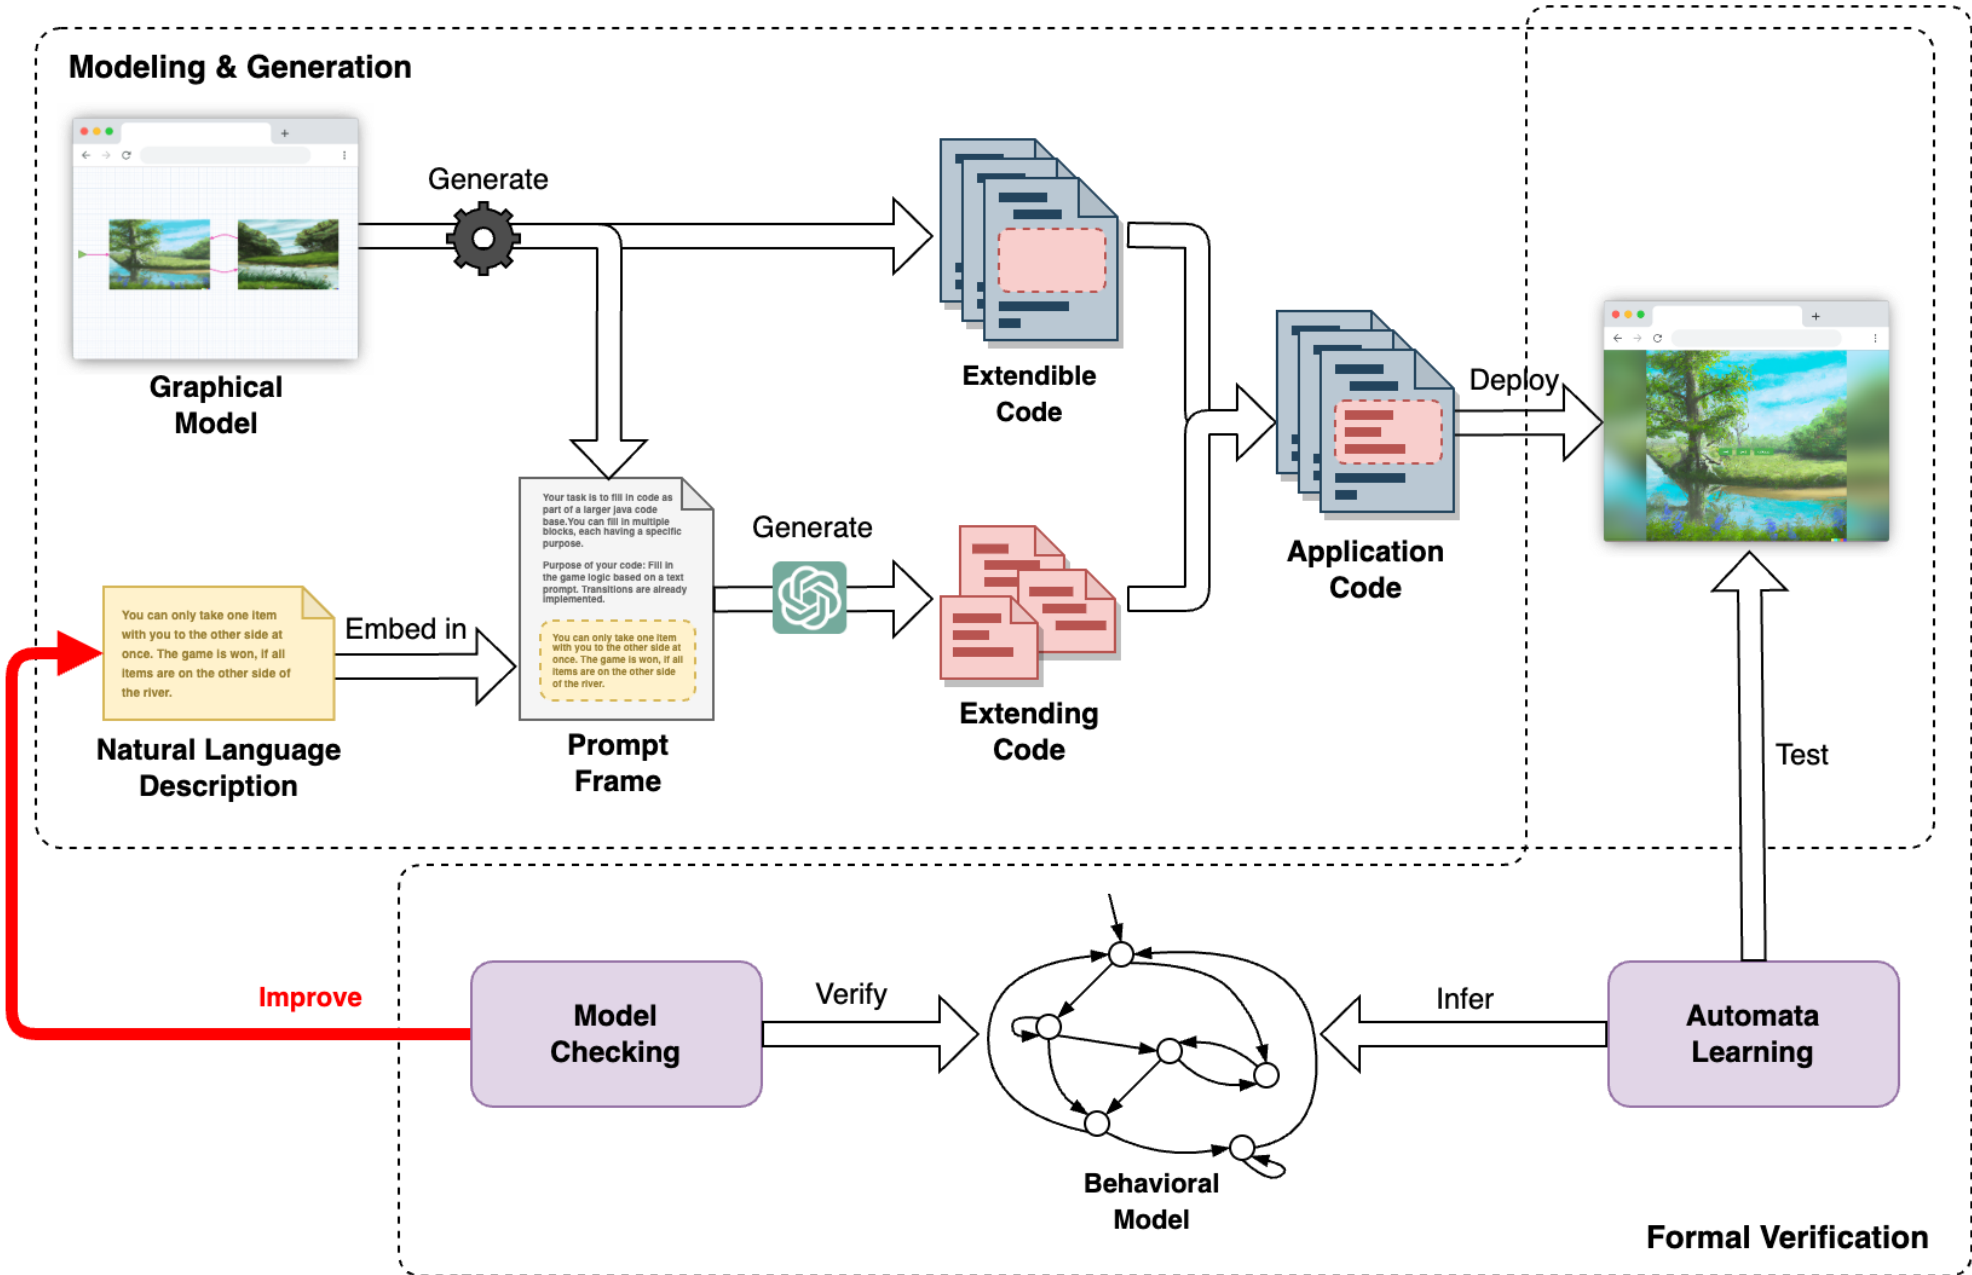 Modeling & Generation
Generate
Graphical
Model
Extendible
Code
Deploy
Your task is to fill in code as
part of a larger java code
base.You can fill in multiple
blocks, each having a specific
purpose.
Purpose of your code: Fill in
the game logic based on a text
prompt. Transitions are already
implemented.
You can only take one item
with you to the other side at
once. The game is won, if all
items are on the other side
of the river.
Generate
Application
Code
You can only take one item
with you to the other side at
once. The game is won, if all
items are on the other side of
the river.
Embed in
Natural Language
Description
Prompt
Frame
Extending
Code
Test
Improve
Model
Checking
Verify
Infer
Automata
Learning
Behavioral
Model
Formal Verification